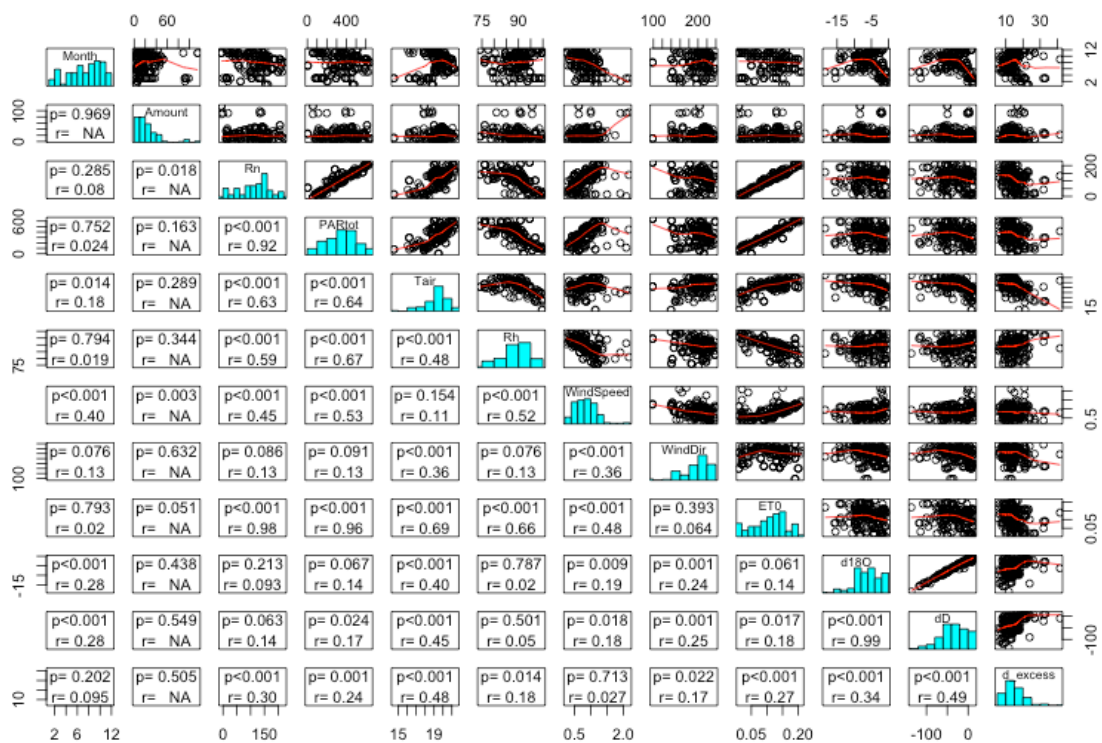 0 60 0 400 75 90 100 200 -15 -5 10 30
Month 2 12
p= 0.969 Amount 0 100
r= NA
p= 0.285 p= 0.018 Rn 0 200
r= 0.08 r= NA
p= 0.752 p= 0.163 p<0.001 PARtot 0 600
r= 0.024 r= NA r= 0.92
p= 0.014 p= 0.289 p<0.001 p<0.001 Tair 15
r= 0.18 r= NA r= 0.63 r= 0.64
p= 0.794 p= 0.344 p<0.001 p<0.001 p<0.001 Rh 75
r= 0.019 r= NA r= 0.59 r= 0.67 r= 0.48
p<0.001 p= 0.003 p<0.001 p<0.001 p= 0.154 p<0.001 WindSpeed 0.5
r= 0.40 r= NA r= 0.45 r= 0.53 r= 0.11 r= 0.52
p= 0.076 p= 0.632 p= 0.086 p= 0.091 p<0.001 p= 0.076 p<0.001 WindDir 100
r= 0.13 r= NA r= 0.13 r= 0.13 r= 0.36 r= 0.13 r= 0.36
p= 0.793 p= 0.051 p<0.001 p<0.001 p<0.001 p<0.001 p<0.001 p= 0.393 ET0 0.05
r= 0.02 r= NA r= 0.98 r= 0.96 r= 0.69 r= 0.66 r= 0.48 r= 0.064
p<0.001 p= 0.438 p= 0.213 p= 0.067 p<0.001 p= 0.787 p= 0.009 p= 0.001 p= 0.061 d18O -15
r= 0.28 r= NA r= 0.093 r= 0.14 r= 0.40 r= 0.02 r= 0.19 r= 0.24 r= 0.14
p<0.001 p= 0.549 p= 0.063 p= 0.024 p<0.001 p= 0.501 p= 0.018 p= 0.001 p= 0.017 p<0.001 dD -100
r= 0.28 r= NA r= 0.14 r= 0.17 r= 0.45 r= 0.05 r= 0.18 r= 0.25 r= 0.18 r= 0.99
p= 0.202 p= 0.505 p<0.001 p= 0.001 p<0.001 p= 0.014 p= 0.713 p= 0.022 p<0.001 p<0.001 p<0.001 d_excess 10
r= 0.095 r= NA r= 0.30 r= 0.24 r= 0.48 r= 0.18 r= 0.027 r= 0.17 r= 0.27 r= 0.34 r= 0.49
2 4 6 8 12 0 150 15 19 0.5 2.0 0.05 0.20 -100 0